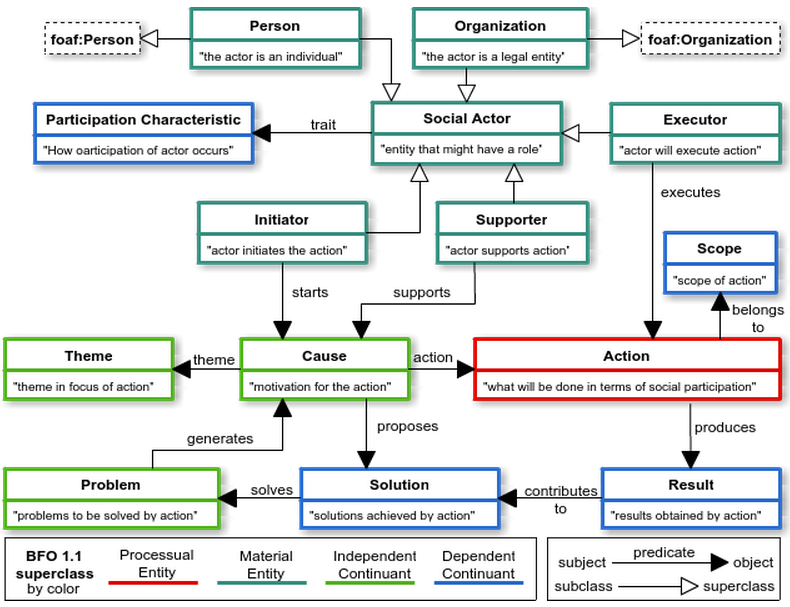 Person
Organization
foaf:Person
foaf:Organization
"the actor is an individual"
"the actor is a legal entity"
Participation Characteristic
trait
Social Actor
Executor
"How oarticipation of actor occurs"
"entity that might have a role"
"actor will execute action"
executes
Initiator
Supporter
"actor initiates the action"
"actor supports action"
Scope
"scope of action"
starts
supports
belongs
to
Theme
theme
Cause
action
Action
"theme in focus of action"
"motivation for the action"
"what will be done in terms of social participation"
generates
proposes
produces
Problem
solves
Solution
contributes
to
Result
"problems to be solved by action"
"solutions achieved by action"
"results obtained by action"
BFO 1.1
superclass
by color
Processual
Entity
Material
Entity
Independent
Continuant
Dependent
Continuant
subject predicate object
subclass superclass